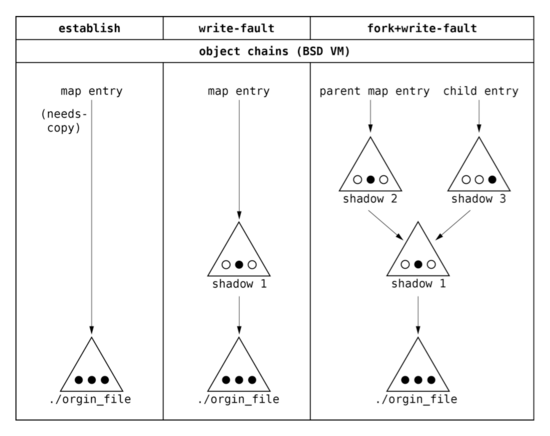 establish
write-fault
fork+write-fault
object chains (BSD VM)
map entry
(needs-
copy)
./orgin_file
map entry
shadow 1
./orgin_file
parent map entry
child entry
shadow 2
shadow 3
shadow 1
./orgin_file